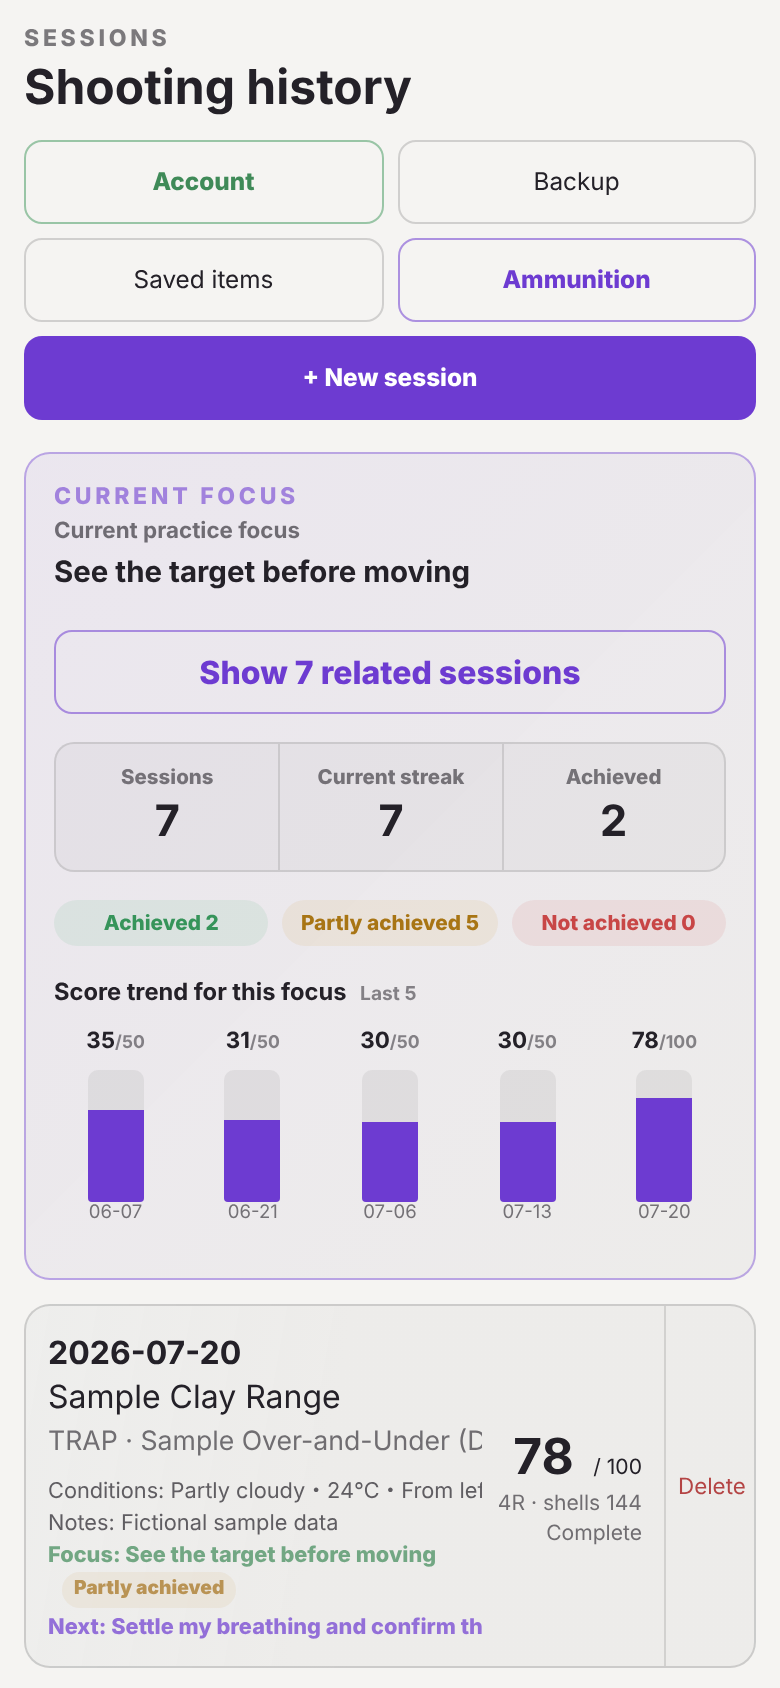 SESSIONS
Shooting history
Account
Backup
Saved items
Ammunition
+ New session
CURRENT FOCUS
Current practice focus
See the target before moving
Show 7 related sessions
Sessions
Current streak
Achieved
7
7
2
Achieved 2
Partly achieved 5
Not achieved 0
Score trend for this focus Last 5
35/50 31/50 30/50 30/50 78/100
06-07 06-21 07-06 07-13 07-20
2026-07-20
Sample Clay Range
TRAP · Sample Over-and-Under (D
Conditions: Partly cloudy • 24°C • From lef
Notes: Fictional sample data
Focus: See the target before moving
Partly achieved
Next: Settle my breathing and confirm th
78 / 100
4R · shells 144
Complete
Delete